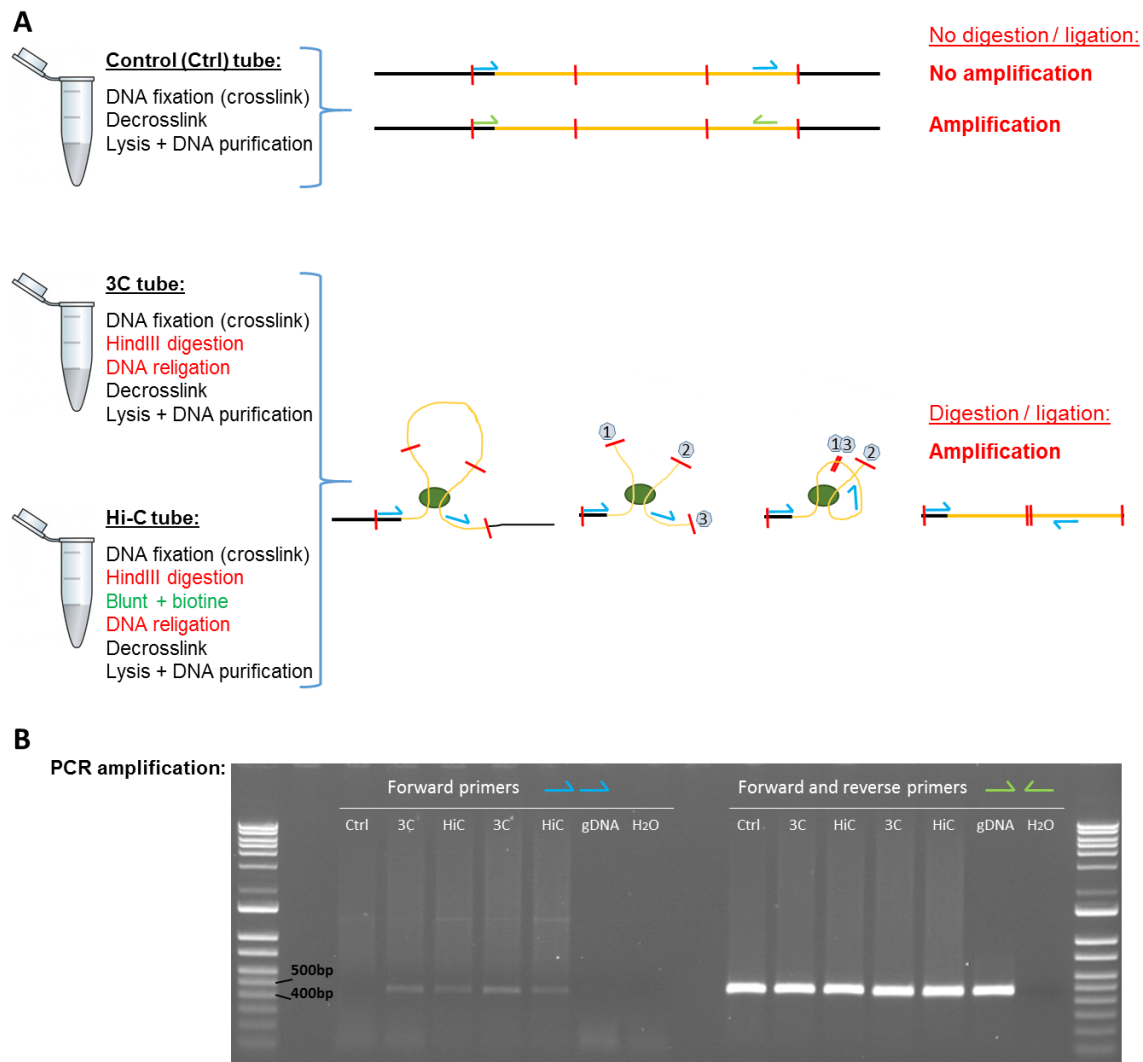 A
Control (Ctrl) tube:
DNA fixation (crosslink)
Decrosslink
Lysis + DNA purification
No digestion / ligation:
No amplification
Amplification
3C tube:
DNA fixation (crosslink)
HindIII digestion
DNA religation
Decrosslink
Lysis + DNA purification
Hi-C tube:
DNA fixation (crosslink)
HindIII digestion
Blunt + biotine
DNA religation
Decrosslink
Lysis + DNA purification
1
2
3
1 3
2
Digestion / ligation:
Amplification
B
PCR amplification:
Forward primers
Forward and reverse primers
Ctrl 3C HiC 3C HiC gDNA H2O
Ctrl 3C HiC 3C HiC gDNA H2O
500bp
400bp